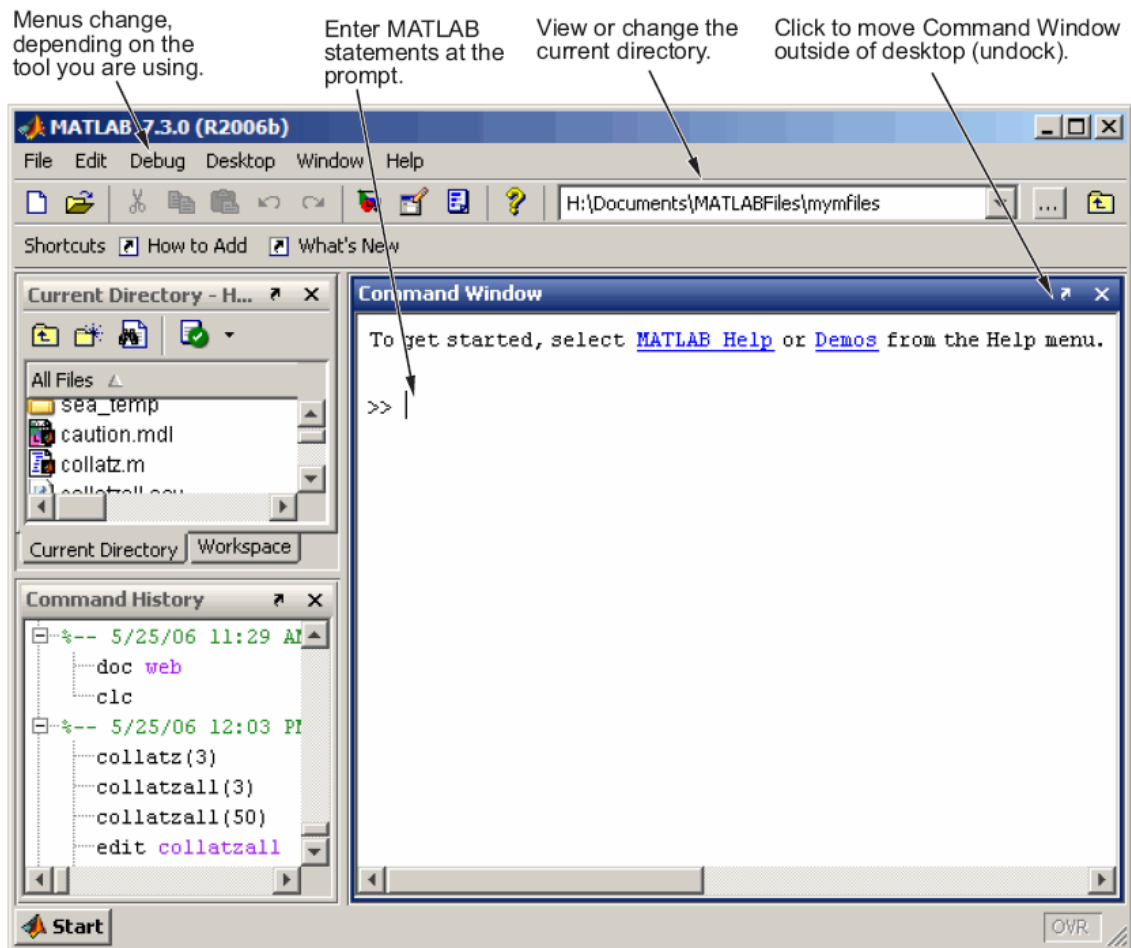 Menus change,
depending on the
tool you are using.
Enter MATLAB
statements at the
prompt.
View or change the
current directory.
Click to move Command Window
outside of desktop (undock).
MATLAB 7.3.0 (R2006b)
File Edit Debug Desktop Window Help
H:\Documents\MATLABFiles\mymfiles
...
Shortcuts How to Add What's New
Current Directory - H...
All Files
sea_temp
caution.mdl
collatz.m
Current Directory Workspace
Command History
%-- 5/25/06 11:29
doc web
clc
%-- 5/25/06 12:03
collatz(3)
collatzall(3)
collatzall(50)
edit collatzall
Command Window
To get started, select MATLAB Help or Demos from the Help menu.
>>
Start
OVR